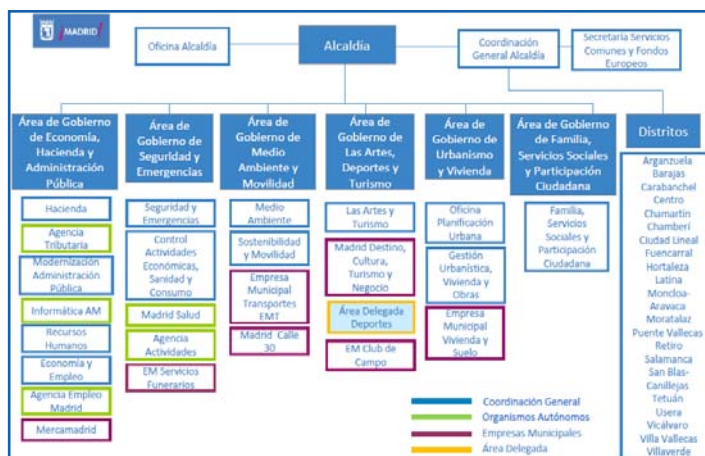 ¡MADRID!
Oficina Alcaldía
Alcaldía
Coordinación
General Alcaldía
Secretaría Servicios
Comunes y Fondos
Europeos
Área de Gobierno
de Economía,
Hacienda y
Administración
Pública
Hacienda
Agencia
Tributaria
Modernización
Administración
Pública
Informática AM
Recursos
Humanos
Economía y
Empleo
Agencia Empleo
Madrid
Mercamadrid
Área de
Gobierno de
Seguridad y
Emergencias
Seguridad y
Emergencias
Control
Actividades
Económicas,
Sanidad y
Consumo
Madrid Salud
Agencia
Actividades
EM Servicios
Funerarios
Área de
Gobierno de
Medio
Ambiente y
Movilidad
Medio
Ambiente
Sostenibilidad
y Movilidad
Empresa
Municipal
Transportes
EMT
Madrid Calle
30
Área de
Gobierno de
Las Artes,
Deportes y
Turismo
Las Artes y
Turismo
Madrid Destino,
Cultura,
Turismo y
Negocio
Área Delegada
Deportes
EM Club de
Campo
Área de
Gobierno de
Urbanismo
y Vivienda
Oficina
Planificación
Urbana
Gestión
Urbanística,
Vivienda y
Obras
Empresa
Municipal
Vivienda y
Suelo
Área de Gobierno
de Familia,
Servicios Sociales
y Participación
Ciudadana
Familia,
Servicios
Sociales y
Participación
Ciudadana
Distritos
Arganzuela
Barajas
Carabanchel
Centro
Chamartín
Chamberí
Ciudad Lineal
Fuencarral
Hortaleza
Latina
Moncloa-
Aravaca
Moratalaz
Puente Vallecas
Retiro
Salamanca
San Blas-
Canillejas
Tetuán
Usera
Vicálvaro
Villa Vallecas
Villaverde
Coordinación General
Organismos Autónomos
Empresas Municipales
Área Delegada